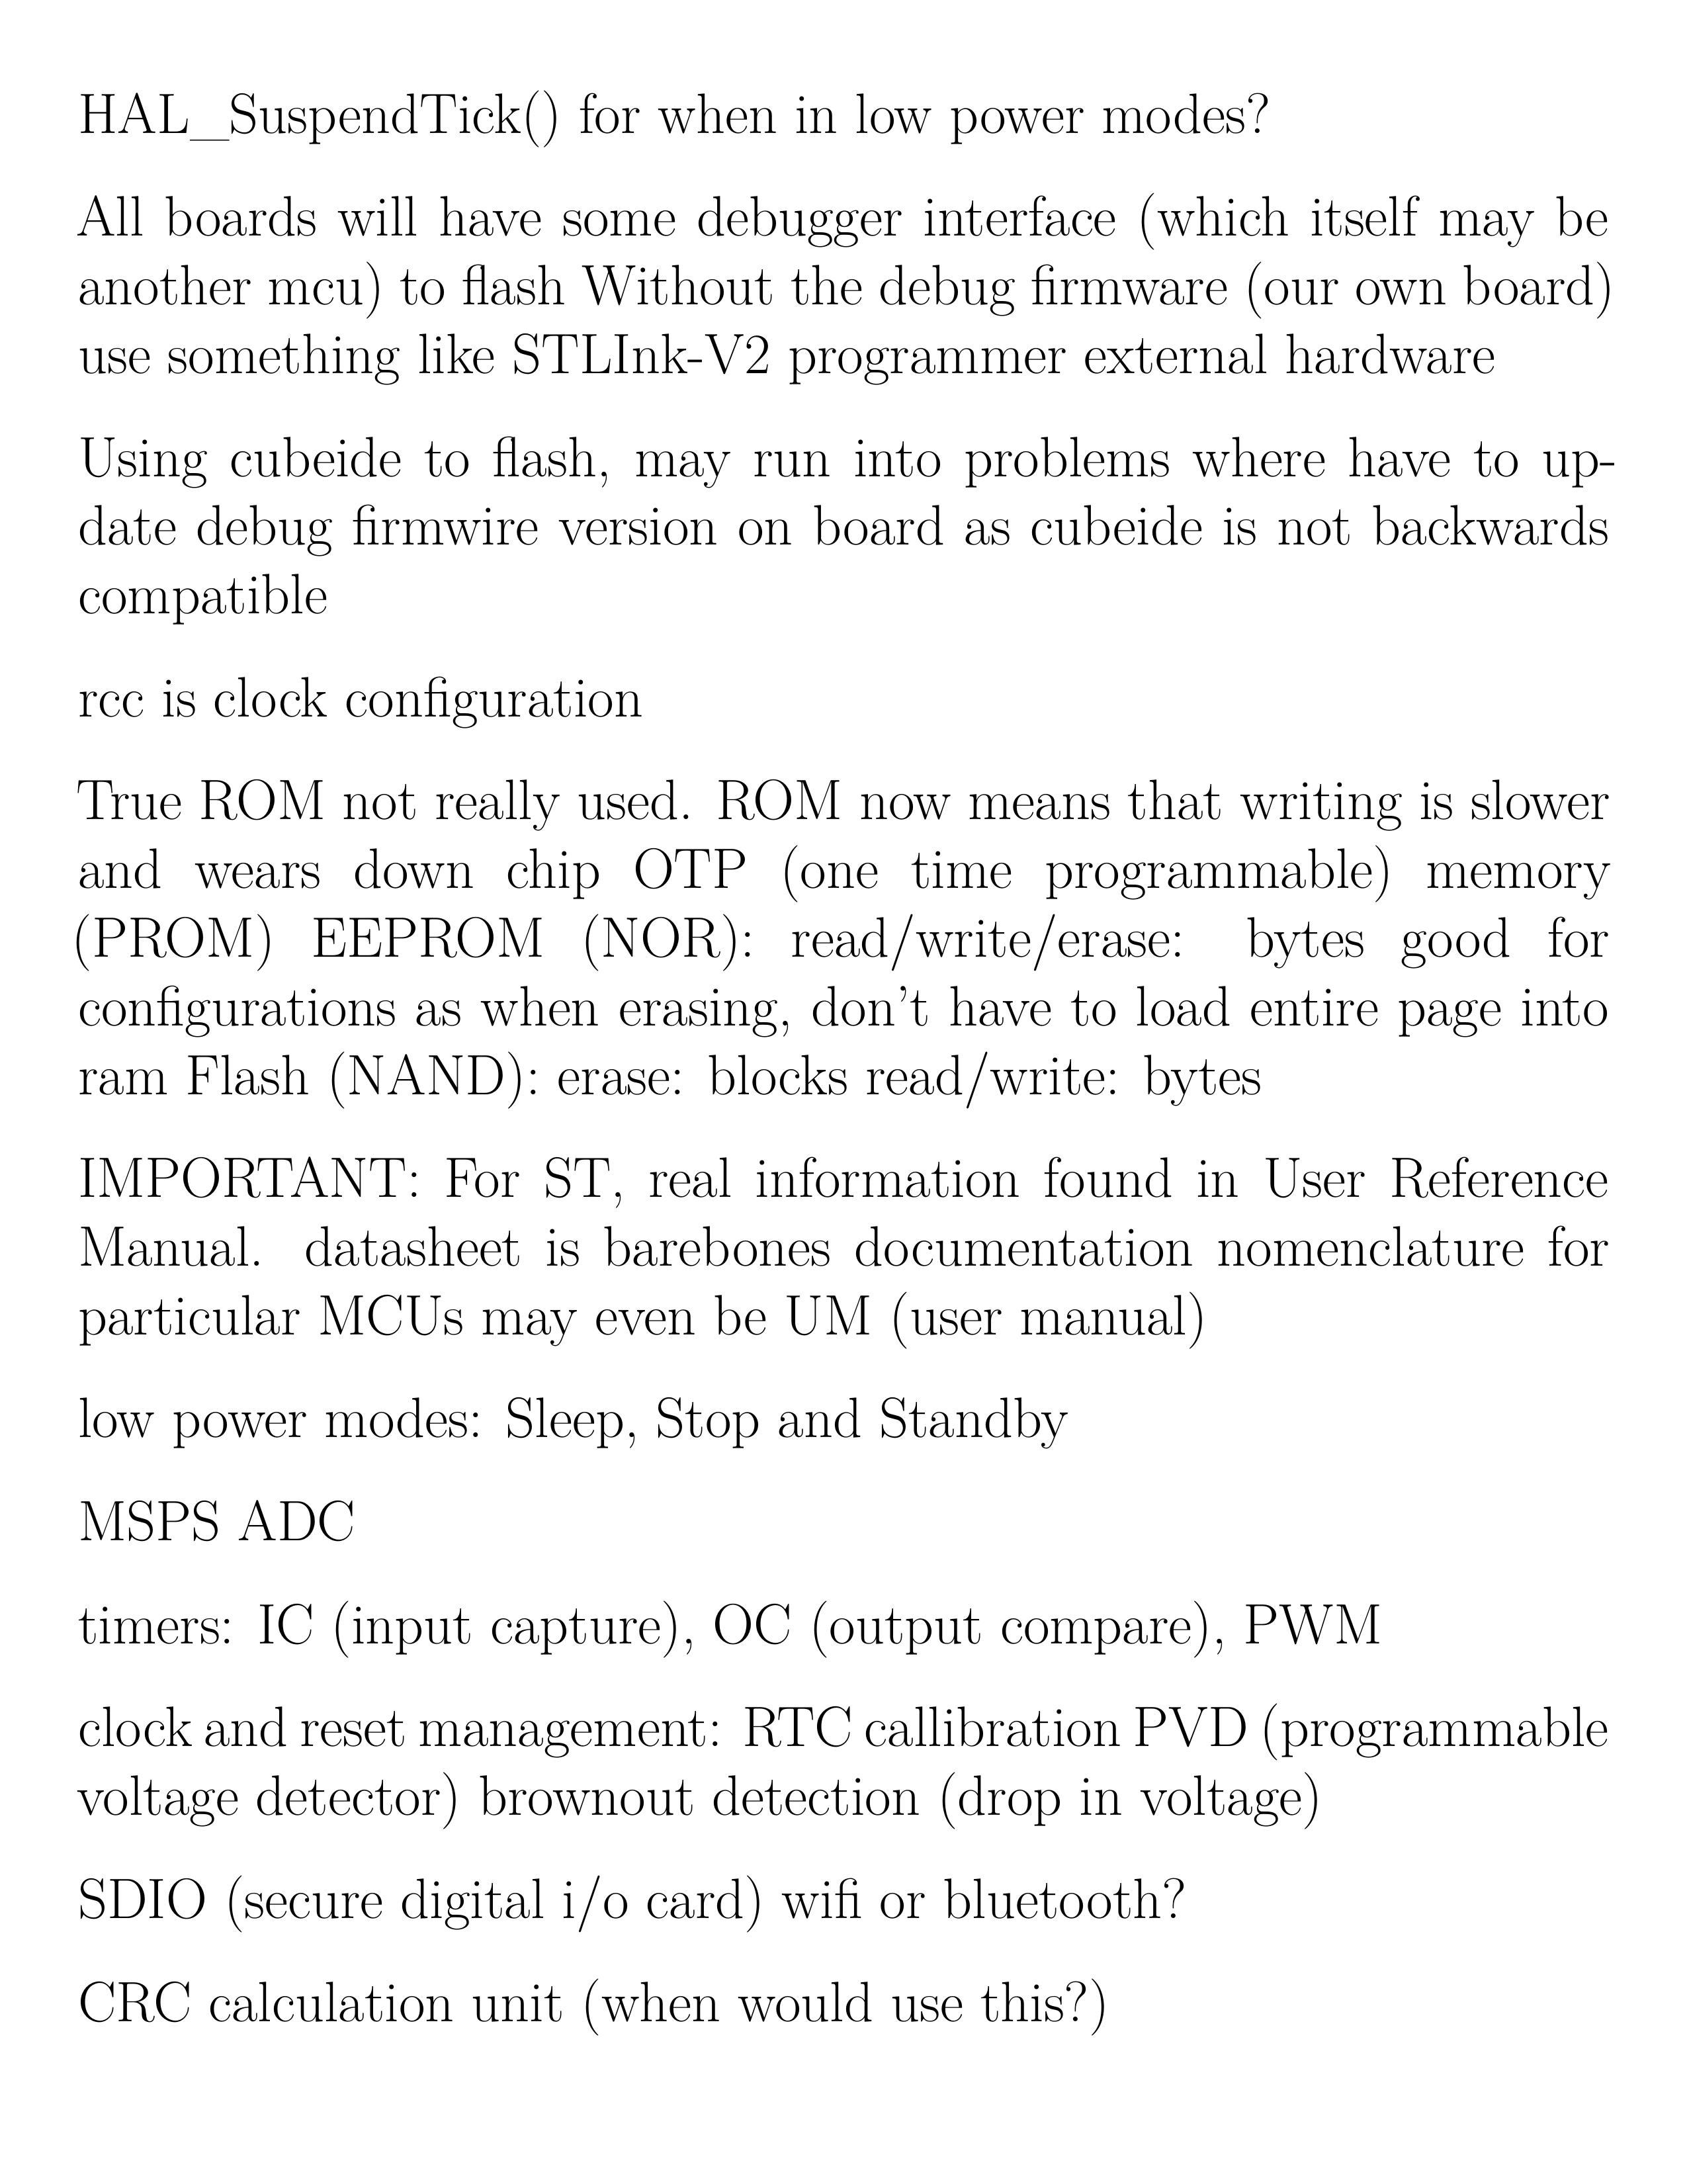 HAL_SuspendTick() for when in low power modes?
All boards will have some debugger interface (which itself may be
another mcu) to flash Without the debug firmware (our own board)
use something like STLInk-V2 programmer external hardware
Using cubeide to flash, may run into problems where have to up-
date debug firmwire version on board as cubeide is not backwards
compatible
rcc is clock configuration
True ROM not really used. ROM now means that writing is slower
and wears down chip OTP (one time programmable) memory
(PROM) EEPROM (NOR): read/write/erase: bytes good for
configurations as when erasing, don't have to load entire page into
ram Flash (NAND): erase: blocks read/write: bytes
IMPORTANT: For ST, real information found in User Reference
Manual. datasheet is barebones documentation nomenclature for
particular MCUs may even be UM (user manual)
low power modes: Sleep, Stop and Standby
MSPS ADC
timers: IC (input capture), OC (output compare), PWM
clock and reset management: RTC callibration PVD (programmable
voltage detector) brownout detection (drop in voltage)
SDIO (secure digital i/o card) wifi or bluetooth?
CRC calculation unit (when would use this?)